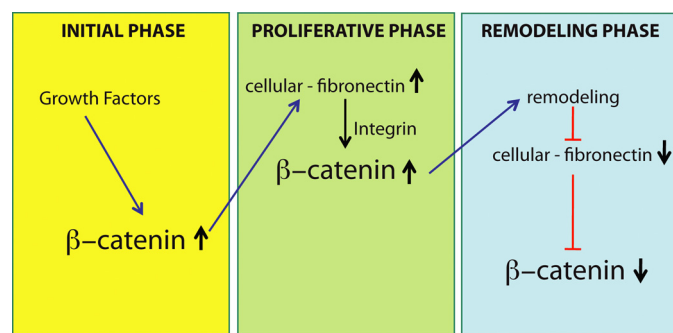 INITIAL PHASE
Growth Factors
β–catenin
PROLIFERATIVE PHASE
cellular - fibronectin
Integrin
β–catenin
REMODELING PHASE
remodeling
cellular - fibronectin
β–catenin